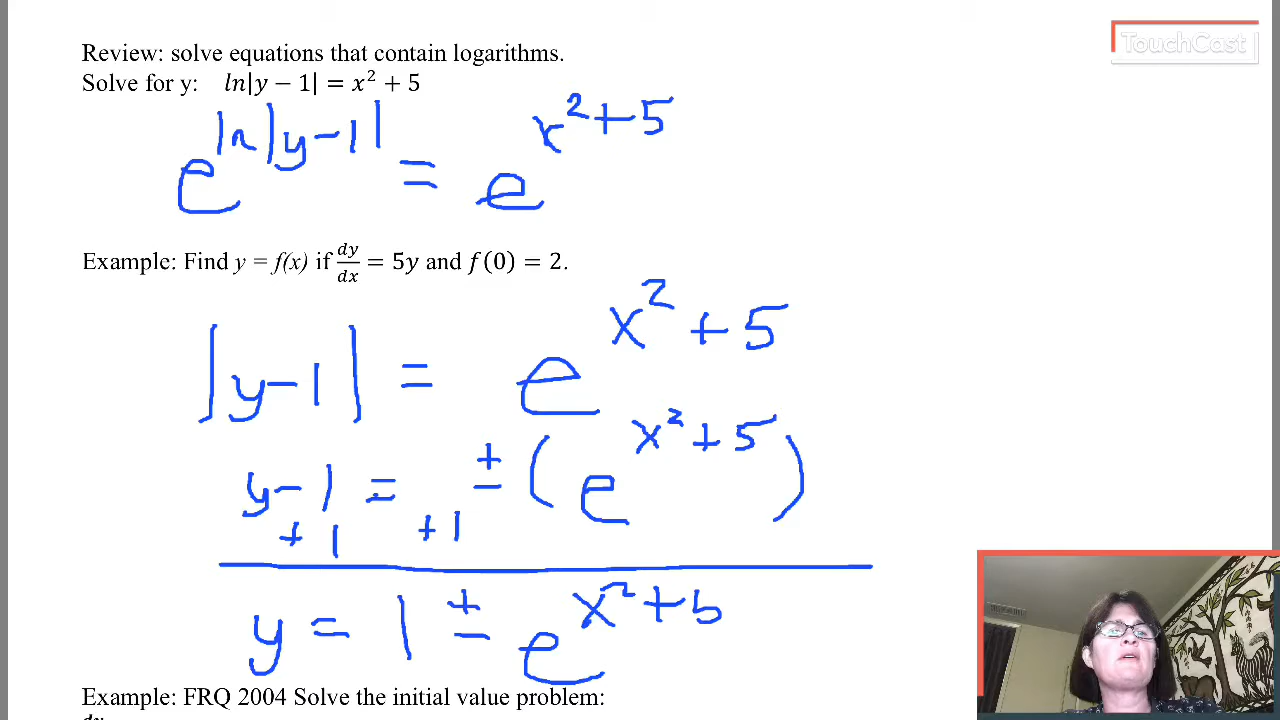 TouchCast
Review: solve equations that contain logarithms.
Solve for y: ln|y − 1| = x² + 5
e^{ln|y-1|} = e^{x²+5}
Example: Find y = f(x) if dy/dx = 5y and f(0) = 2.
|y-1| = e^{x²+5}
y-1 = ±(e^{x²+5})
+1 +1
y = 1 ± e^{x²+5}
Example: FRQ 2004 Solve the initial value problem:
dy